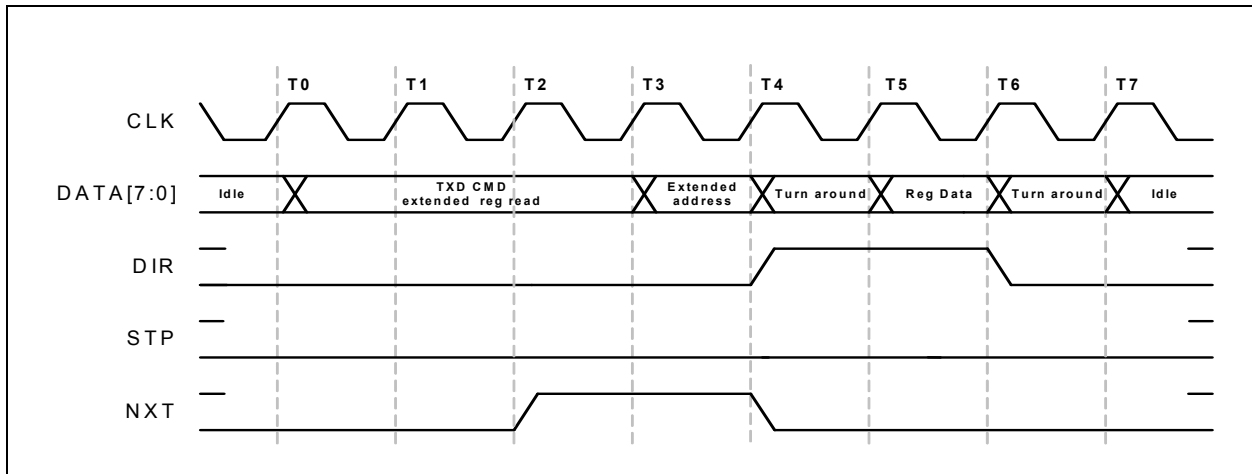 T0 T1 T2 T3 T4 T5 T6 T7
CLK
DATA[7:0]
Idle
TXD CMD
extended reg read
Extended
address
Turn around
Reg Data
Turn around
Idle
DIR
STP
NXT